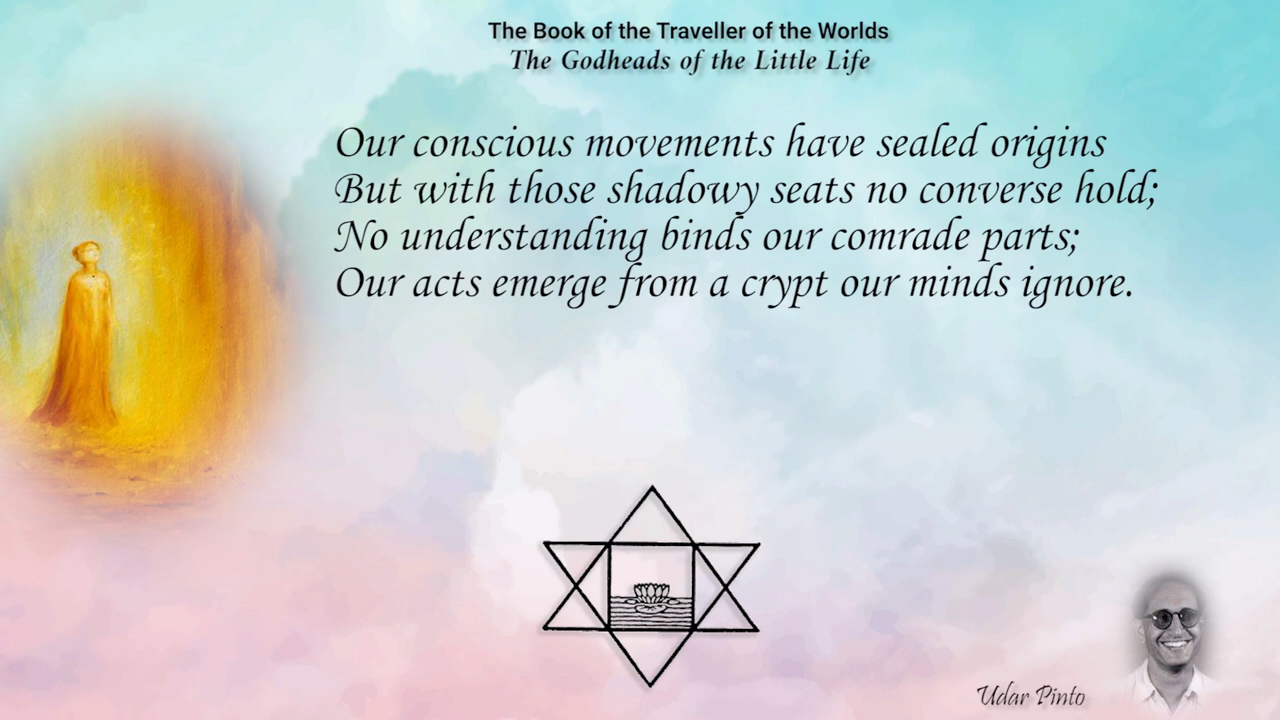 The Book of the Traveller of the Worlds
The Godheads of the Little Life
Our conscious movements have sealed origins
But with those shadowy seats no converse hold;
No understanding binds our comrade parts;
Our acts emerge from a crypt our minds ignore.
Udar Pinto